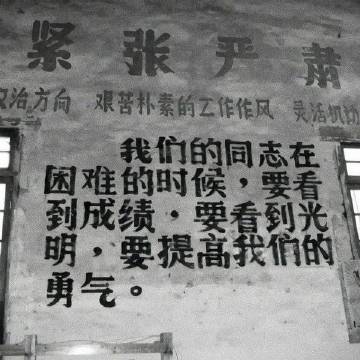 紧张严肃
政治方向 艰苦朴素的工作作风 灵活机动
我们的同志在
困难的时候，要看
到成绩，要看到光
明，要提高我们的
勇气。